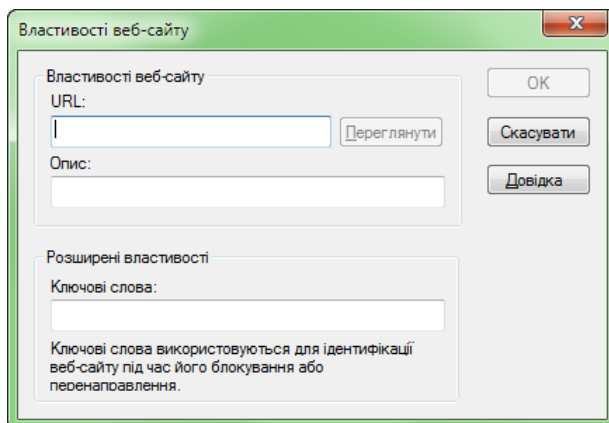 Властивості веб-сайту
Властивості веб-сайту
URL:
Переглянути
Опис:
OK
Скасувати
Довідка
Розширені властивості
Ключові слова:
Ключові слова використовуються для ідентифікації
веб-сайту під час його блокування або
перенаправлення.